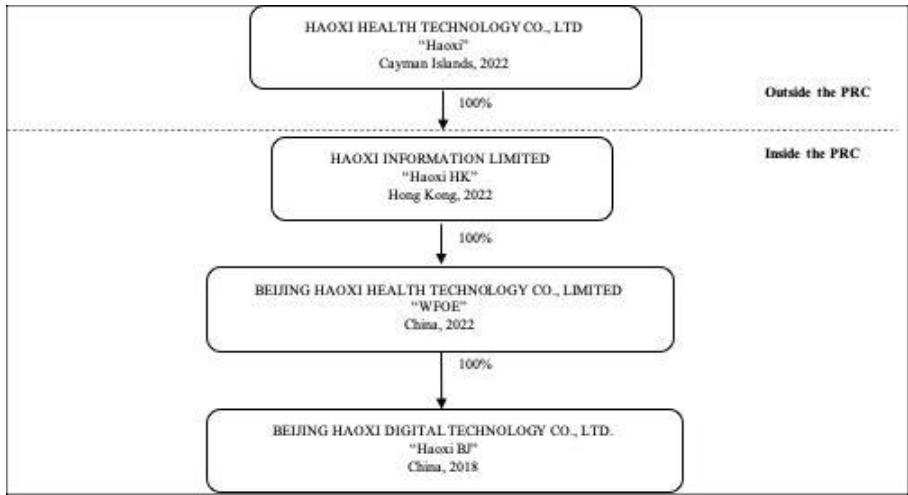 HAOXI HEALTH TECHNOLOGY CO., LTD
“Haoxi”
Cayman Islands, 2022
100%
Outside the PRC
Inside the PRC
HAOXI INFORMATION LIMITED
“Haoxi HK”
Hong Kong, 2022
100%
BEIJING HAOXI HEALTH TECHNOLOGY CO., LIMITED
“WFOE”
China, 2022
100%
BEIJING HAOXI DIGITAL TECHNOLOGY CO., LTD.
“Haoxi BJ”
China, 2018